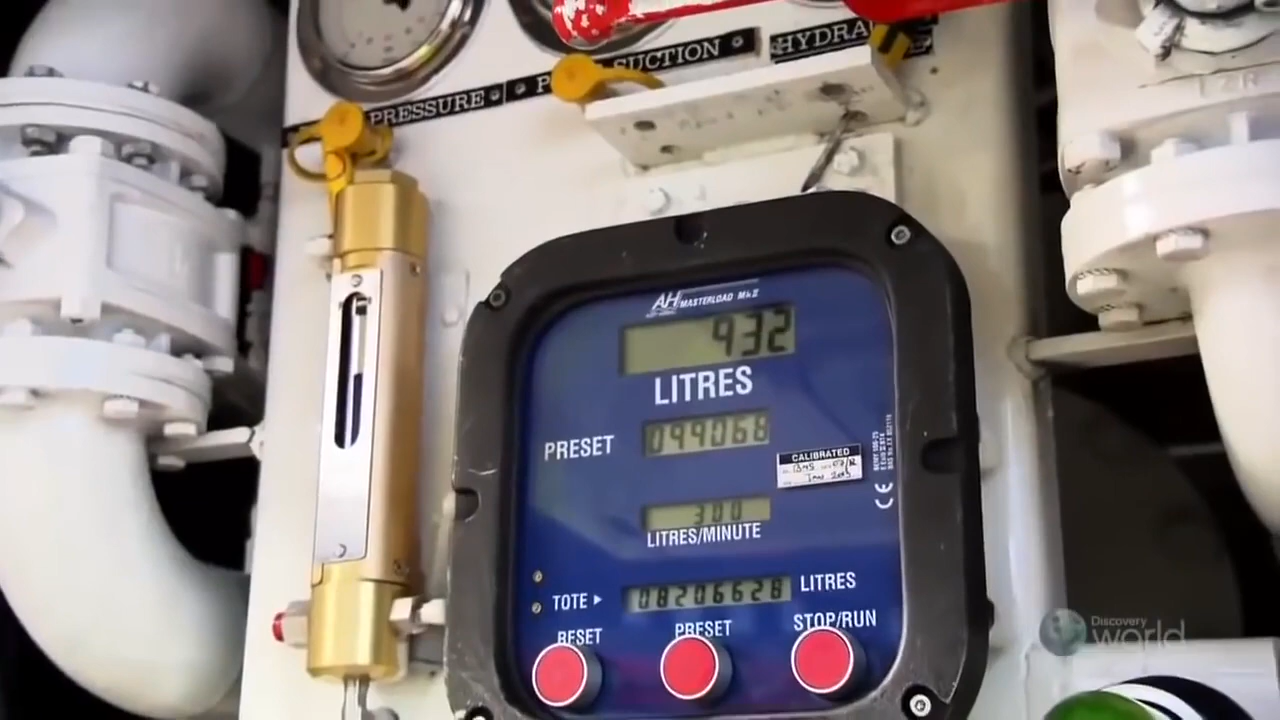 PRESSURE
SUCTION
HYDRA
AH MASTERLOAD MkII
932
LITRES
PRESET 099068
CALIBRATED
300
LITRES/MINUTE
TOTE 08206628 LITRES
RESET PRESET STOP/RUN
CE
Discovery
world